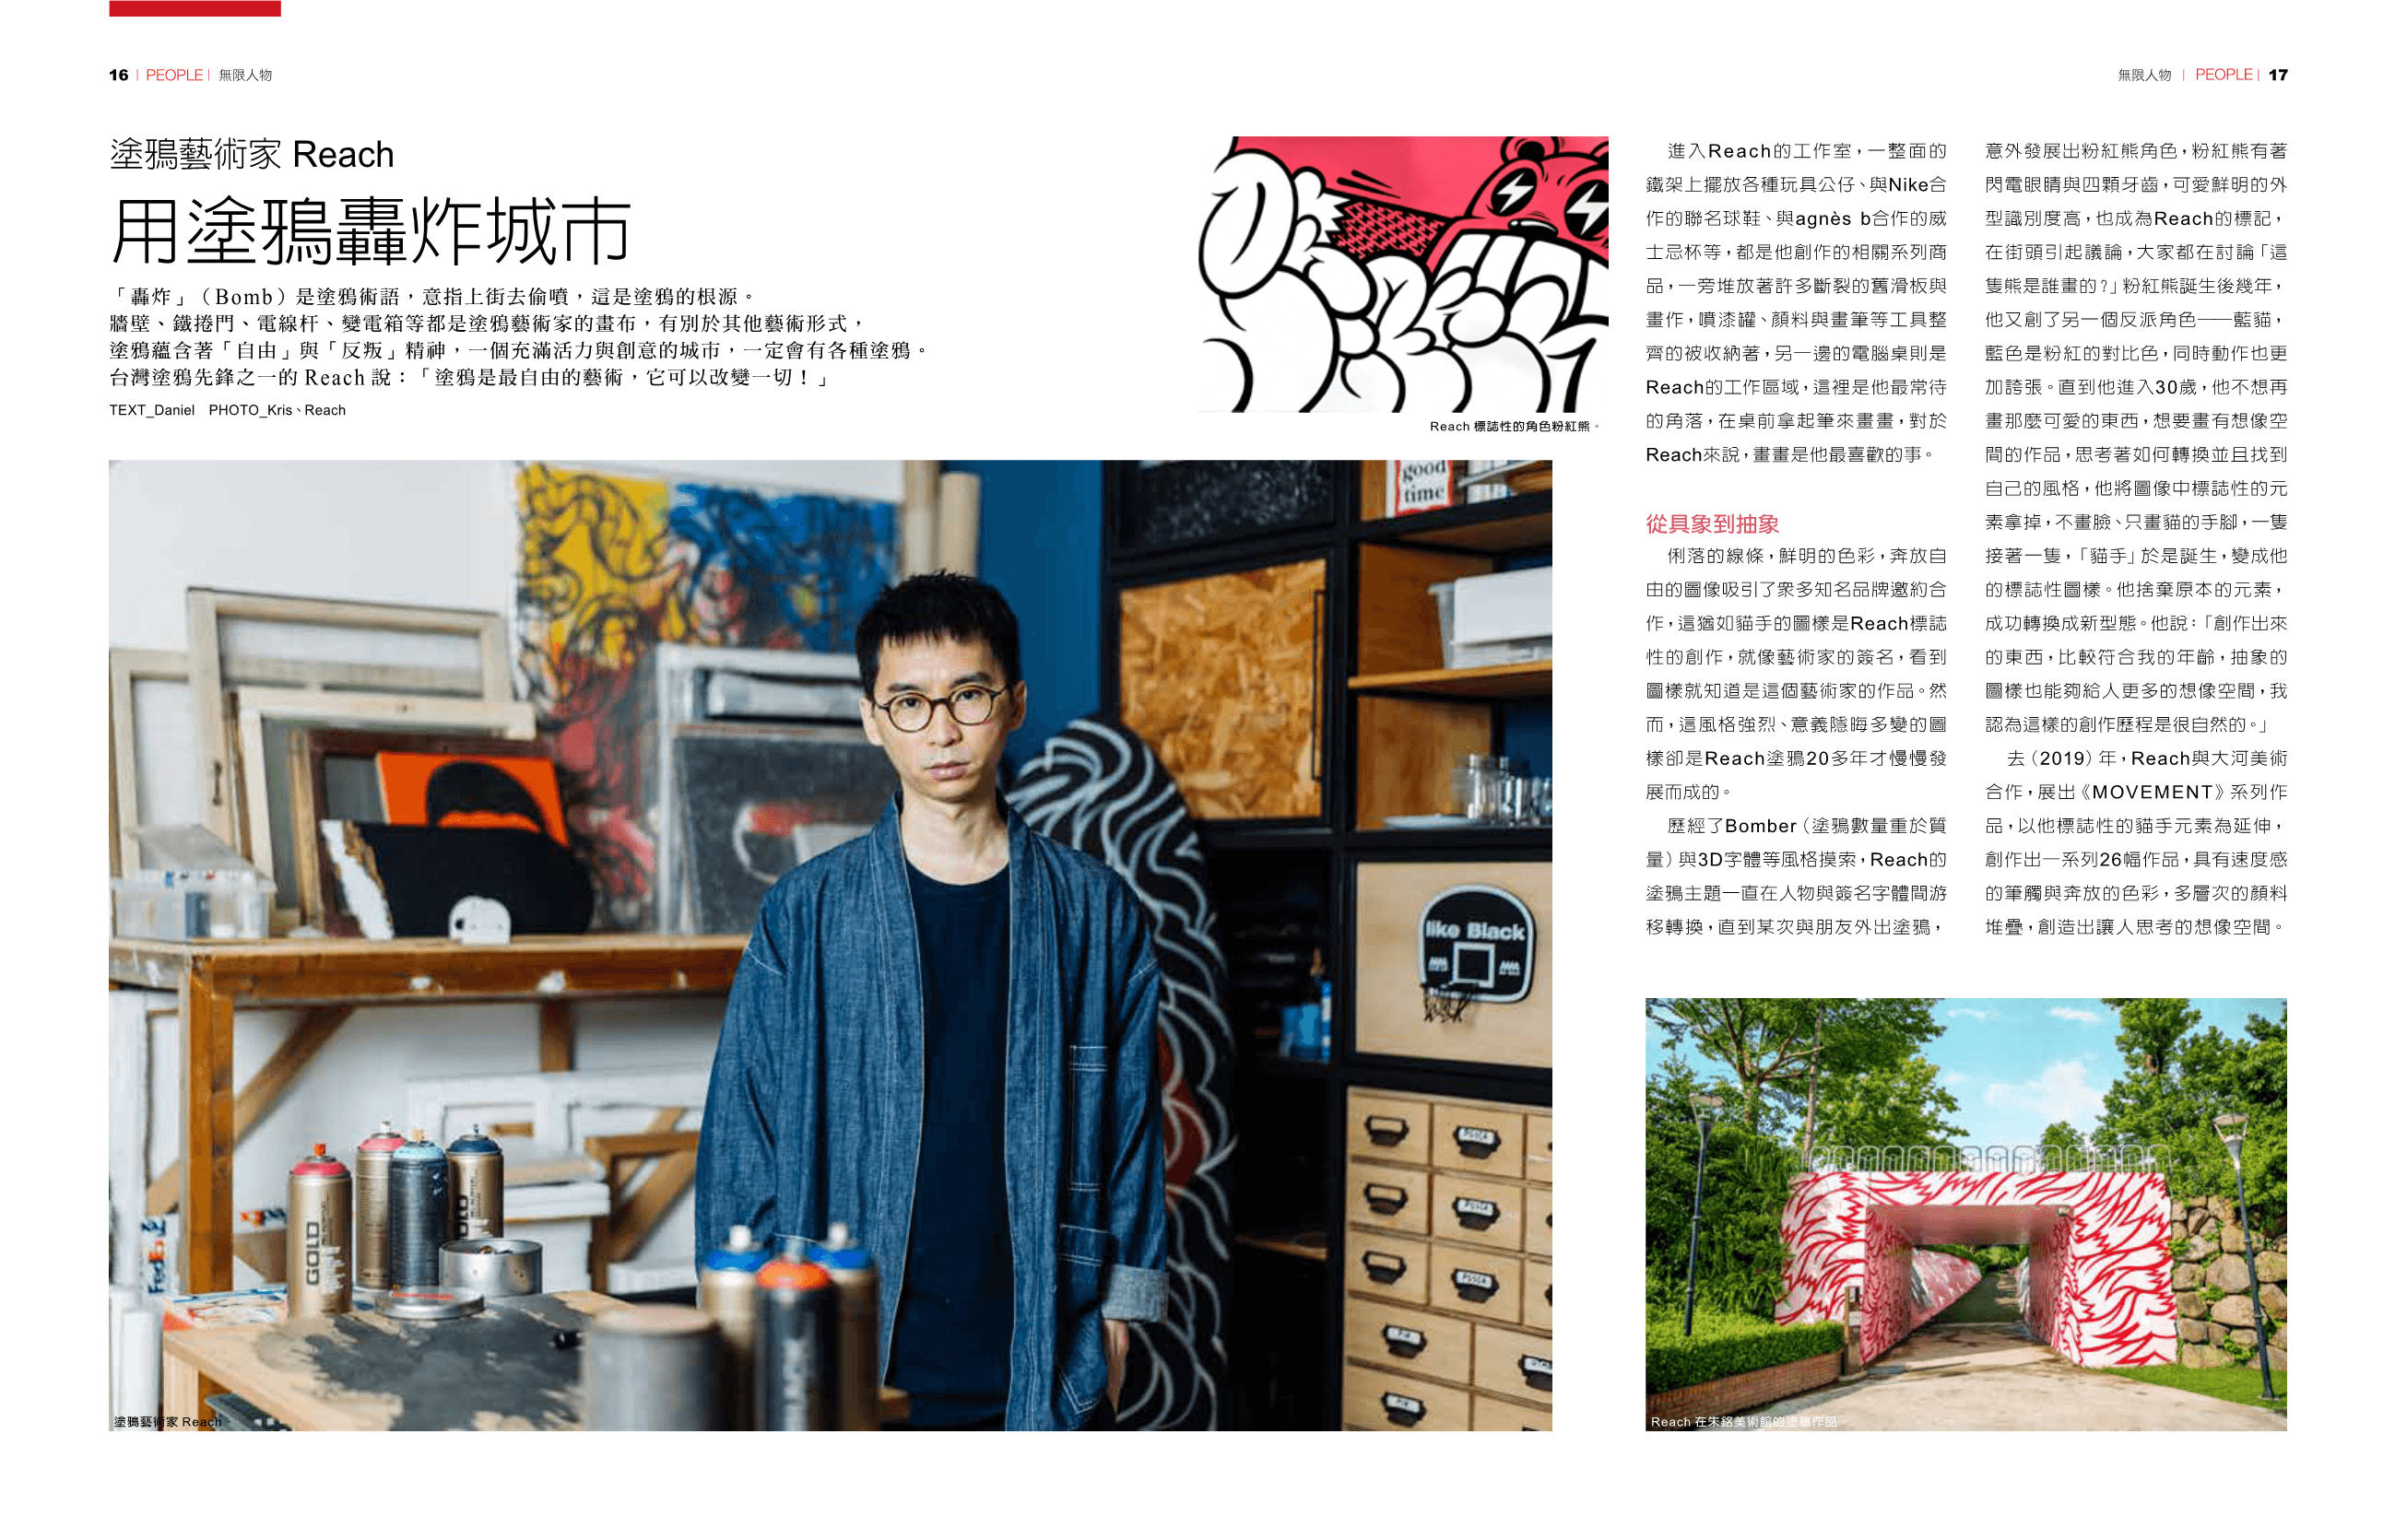 16 | PEOPLE | 無限人物
無限人物 | PEOPLE | 17
塗鴉藝術家 Reach
用塗鴉轟炸城市
「轟炸」（Bomb）是塗鴉術語，意指上街去偷噴，這是塗鴉的根源。
牆壁、鐵捲門、電線杆、變電箱等都是塗鴉藝術家的畫布，有別於其他藝術形式，
塗鴉蘊含著「自由」與「反叛」精神，一個充滿活力與創意的城市，一定會有各種塗鴉。
台灣塗鴉先鋒之一的 Reach 說：「塗鴉是最自由的藝術，它可以改變一切！」
TEXT_Daniel PHOTO_Kris、Reach
Reach 標誌性的角色粉紅熊。
good
time
like Black
GOLD
POSCA
POSCA
POSCA
塗鴉藝術家 Reach
進入Reach的工作室，一整面的
鐵架上擺放各種玩具公仔、與Nike合
作的聯名球鞋、與agnès b合作的威
士忌杯等，都是他創作的相關系列商
品，一旁堆放著許多斷裂的舊滑板與
畫作，噴漆罐、顏料與畫筆等工具整
齊的被收納著，另一邊的電腦桌則是
Reach的工作區域，這裡是他最常待
的角落，在桌前拿起筆來畫畫，對於
Reach來說，畫畫是他最喜歡的事。
從具象到抽象
俐落的線條，鮮明的色彩，奔放自
由的圖像吸引了眾多知名品牌邀約合
作，這猶如貓手的圖樣是Reach標誌
性的創作，就像藝術家的簽名，看到
圖樣就知道是這個藝術家的作品。然
而，這風格強烈、意義隱晦多變的圖
樣卻是Reach塗鴉20多年才慢慢發
展而成的。
歷經了Bomber（塗鴉數量重於質
量）與3D字體等風格摸索，Reach的
塗鴉主題一直在人物與簽名字體間游
移轉換，直到某次與朋友外出塗鴉，
意外發展出粉紅熊角色，粉紅熊有著
閃電眼睛與四顆牙齒，可愛鮮明的外
型識別度高，也成為Reach的標記，
在街頭引起議論，大家都在討論「這
隻熊是誰畫的？」粉紅熊誕生後幾年，
他又創了另一個反派角色——藍貓，
藍色是粉紅的對比色，同時動作也更
加誇張。直到他進入30歲，他不想再
畫那麼可愛的東西，想要畫有想像空
間的作品，思考著如何轉換並且找到
自己的風格，他將圖像中標誌性的元
素拿掉，不畫臉、只畫貓的手腳，一隻
接著一隻，「貓手」於是誕生，變成他
的標誌性圖樣。他捨棄原本的元素，
成功轉換成新型態。他說：「創作出來
的東西，比較符合我的年齡，抽象的
圖樣也能夠給人更多的想像空間，我
認為這樣的創作歷程是很自然的。」
去（2019）年，Reach與大河美術
合作，展出《MOVEMENT》系列作
品，以他標誌性的貓手元素為延伸，
創作出一系列26幅作品，具有速度感
的筆觸與奔放的色彩，多層次的顏料
堆疊，創造出讓人思考的想像空間。
Reach 在朱銘美術館的塗鴉作品